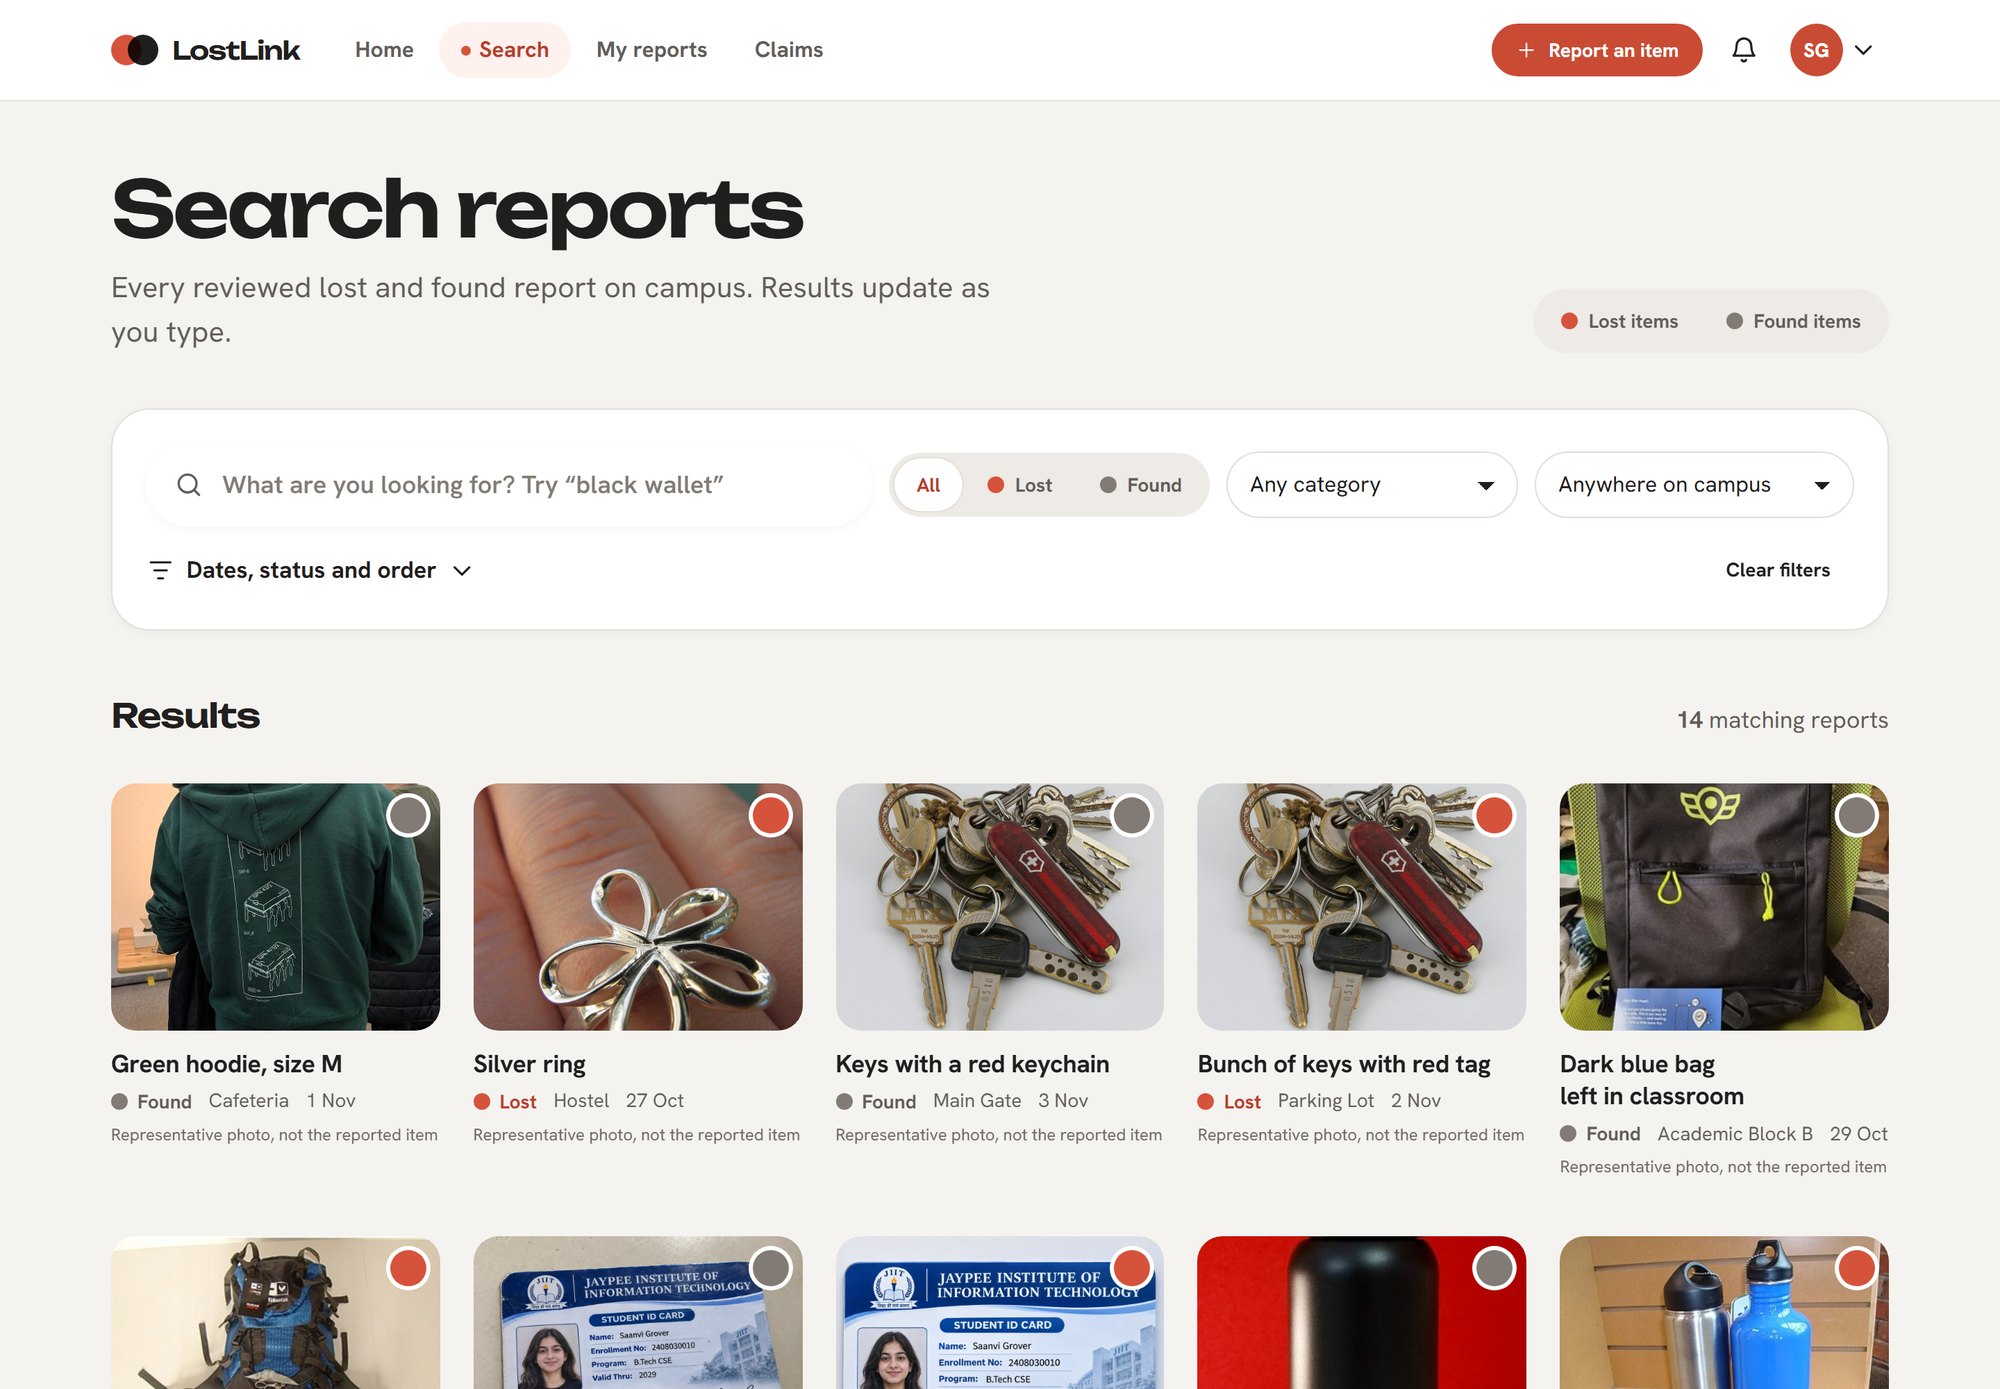 LostLink
Home
Search
My reports
Claims
Report an item
SG
Search reports
Every reviewed lost and found report on campus. Results update as
you type.
Lost items
Found items
What are you looking for? Try “black wallet”
All
Lost
Found
Any category
Anywhere on campus
Dates, status and order
Clear filters
Results
14 matching reports
Green hoodie, size M
Found Cafeteria 1 Nov
Representative photo, not the reported item
Silver ring
Lost Hostel 27 Oct
Representative photo, not the reported item
Keys with a red keychain
Found Main Gate 3 Nov
Representative photo, not the reported item
Bunch of keys with red tag
Lost Parking Lot 2 Nov
Representative photo, not the reported item
Dark blue bag
left in classroom
Found Academic Block B 29 Oct
Representative photo, not the reported item
JIIT
JAYPEE INSTITUTE OF
INFORMATION TECHNOLOGY
STUDENT ID CARD
Name: Saanvi Grover
Enrollment No: 2408030010
Program: B.Tech CSE
Valid Thru: 2029
JIIT
JAYPEE INSTITUTE OF
INFORMATION TECHNOLOGY
STUDENT ID CARD
Name: Saanvi Grover
Enrollment No: 2408030010
Program: B.Tech CSE